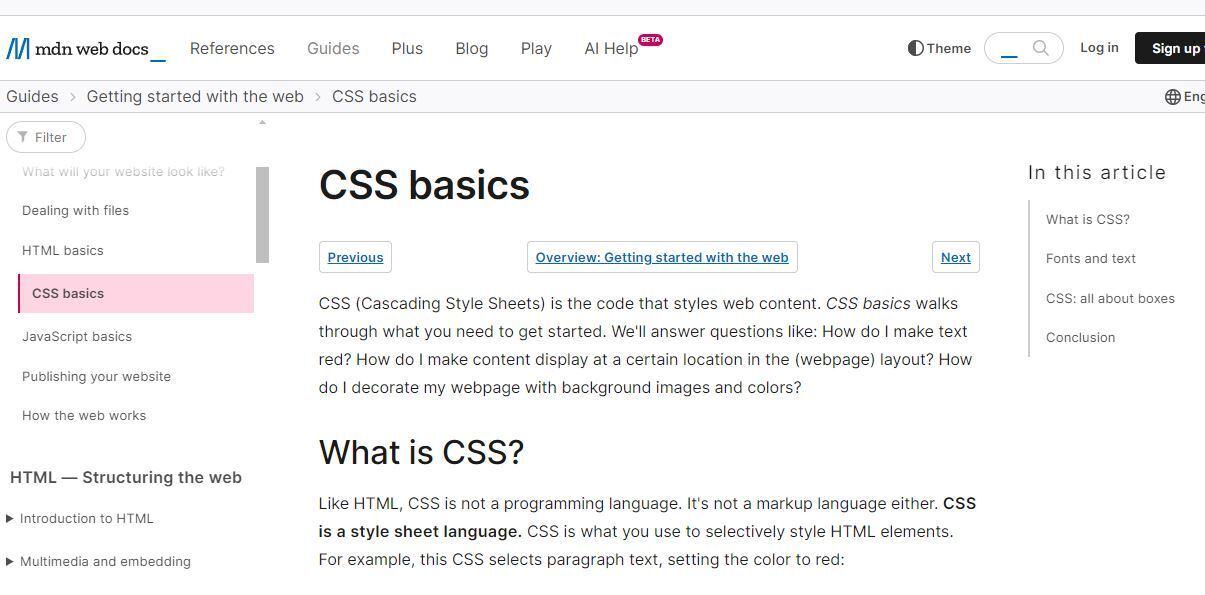 mdn web docs
References
Guides
Plus
Blog
Play
AI Help
BETA
Theme
Log in
Sign up
Guides
Getting started with the web
CSS basics
Filter
What will your website look like?
Dealing with files
HTML basics
CSS basics
JavaScript basics
Publishing your website
How the web works
HTML — Structuring the web
Introduction to HTML
Multimedia and embedding
CSS basics
Previous
Overview: Getting started with the web
Next
CSS (Cascading Style Sheets) is the code that styles web content. CSS basics walks
through what you need to get started. We'll answer questions like: How do I make text
red? How do I make content display at a certain location in the (webpage) layout? How
do I decorate my webpage with background images and colors?
What is CSS?
Like HTML, CSS is not a programming language. It's not a markup language either. CSS
is a style sheet language. CSS is what you use to selectively style HTML elements.
For example, this CSS selects paragraph text, setting the color to red:
In this article
What is CSS?
Fonts and text
CSS: all about boxes
Conclusion